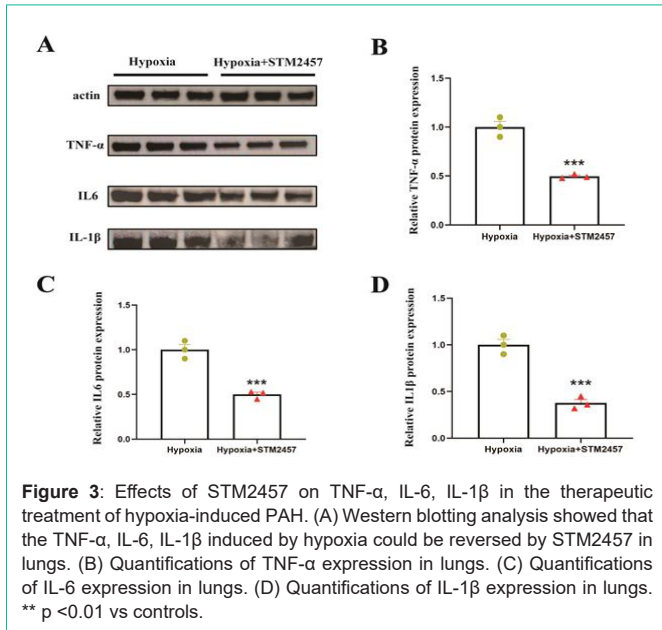 A
Hypoxia Hypoxia+STM2457
actin
TNF-α
IL6
IL-1β
B
Relative TNF-α protein expression
1.5
1.0
0.5
0.0
***
Hypoxia Hypoxia+STM2457
C
Relative IL6 protein expression
1.5
1.0
0.5
0.0
***
Hypoxia Hypoxia+STM2457
D
Relative IL1β protein expression
1.5
1.0
0.5
0.0
***
Hypoxia Hypoxia+STM2457
Figure 3: Effects of STM2457 on TNF-α, IL-6, IL-1β in the therapeutic
treatment of hypoxia-induced PAH. (A) Western blotting analysis showed that
the TNF-α, IL-6, IL-1β induced by hypoxia could be reversed by STM2457 in
lungs. (B) Quantifications of TNF-α expression in lungs. (C) Quantifications
of IL-6 expression in lungs. (D) Quantifications of IL-1β expression in lungs.
** p <0.01 vs controls.